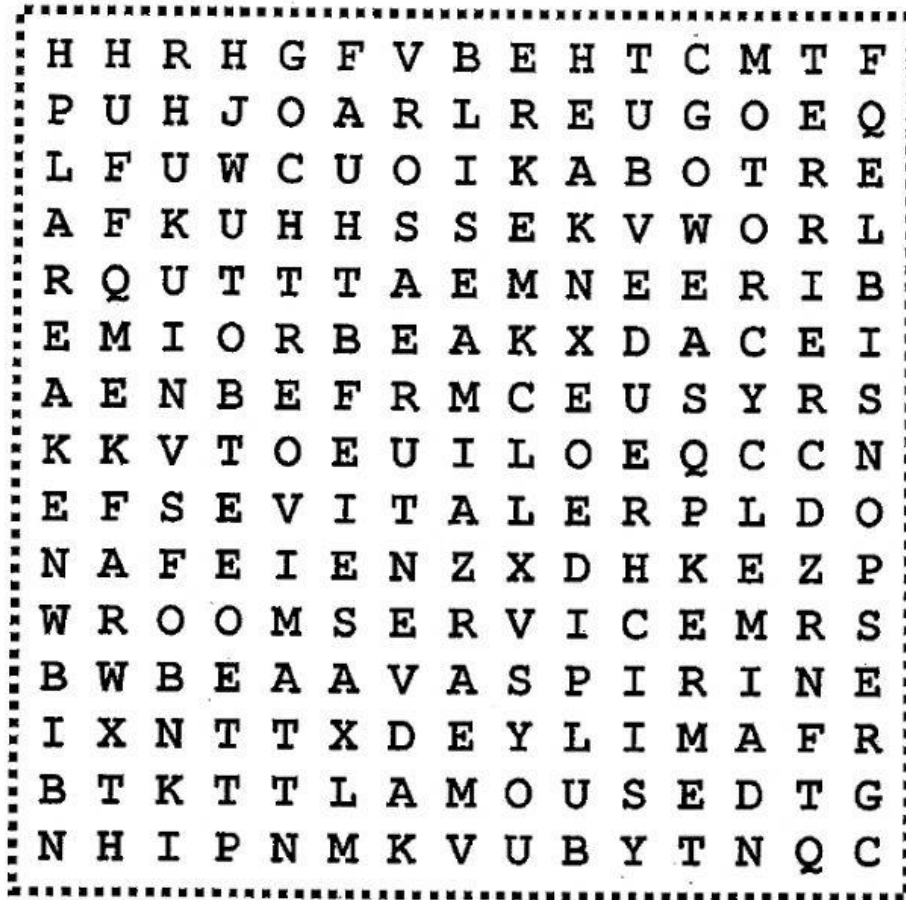 H H R H G F V B E H T C M T F
P U H J O A R L R E U G O E Q
L F U W C U O I K A B O T R E
A F K U H H S S E K V W O R L
R Q U T T T A E M N E E R I B
E M I O R B E A K X D A C E I
A E N B E F R M C E U S Y R S
K K V T O E U I L O E Q C C N
E F S E V I T A L E R P L D O
N A F E I E N Z X D H K E Z P
W R O O M S E R V I C E M R S
B W B E A A V A S P I R I N E
I X N T T X D E Y L I M A F R
B T K T T L A M O U S E D T G
N H I P N M K V U B Y T N Q C